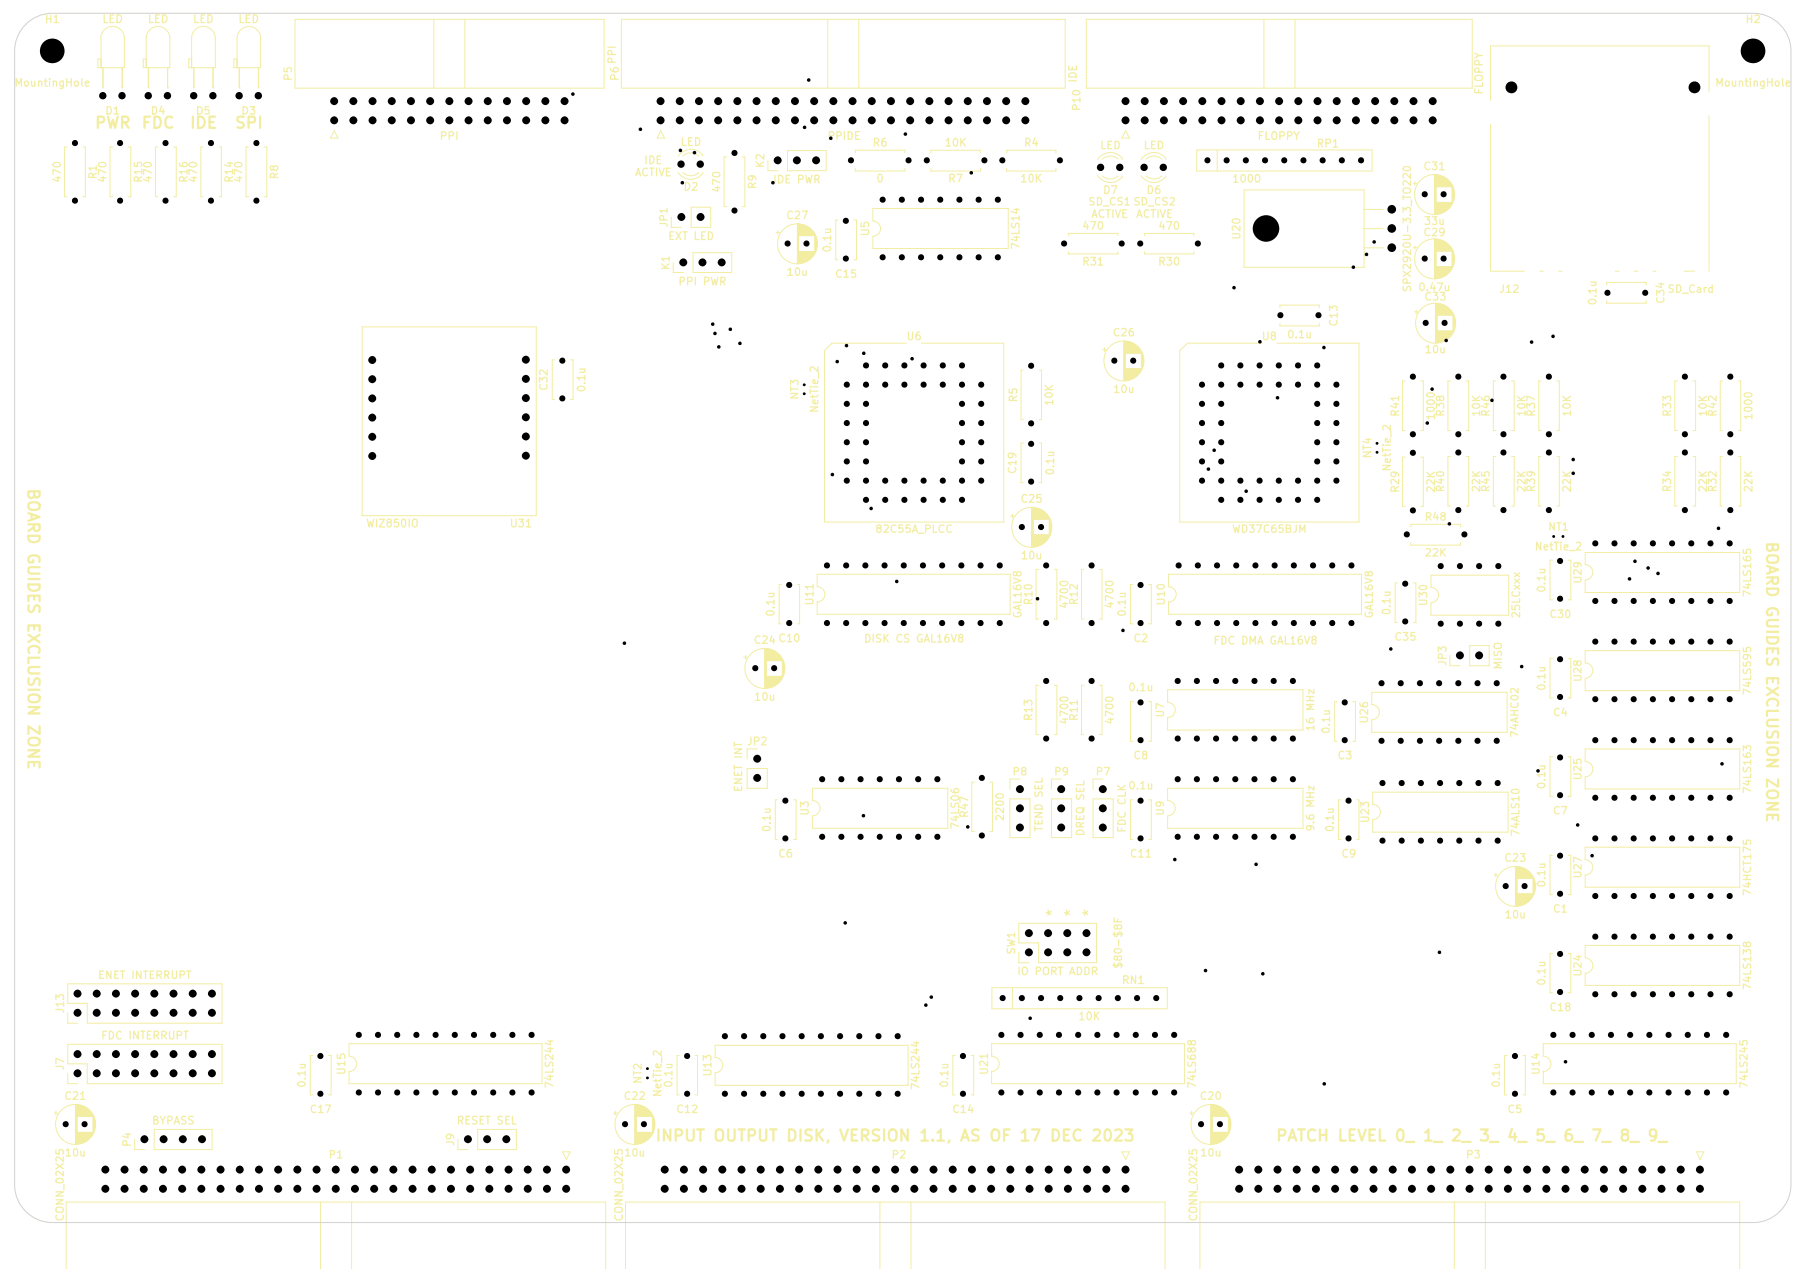 H1
LED
LED
LED
LED
H2
MountingHole
MountingHole
D1
D4
D5
D3
PWR
FDC
IDE
SPI
P5
PPI
P6
PPI
PPIDE
P10
IDE
FLOPPY
FLOPPY
470
R1
470
R15
470
R16
470
R14
470
R8
IDE
ACTIVE
LED
D2
470
R9
K2
IDE PWR
R6
0
10K
R7
R4
10K
LED
D7
SD_CS1
ACTIVE
LED
D6
SD_CS2
ACTIVE
RP1
1000
C31
33u
JP1
EXT LED
C27
10u
0.1u
C15
U5
74LS14
470
R31
470
R30
U20
SPX2920U-3.3_TO220
C29
0.47u
K1
PPI PWR
J12
SD_Card
0.1u
C34
C33
10u
C13
0.1u
U6
U8
C26
10u
C32
0.1u
NT3
NetTie_2
R5
10K
C19
0.1u
NT4
NetTie_2
R41
1000
R38
10K
R46
10K
R37
10K
R33
10K
R42
1000
R29
22K
R40
22K
R45
22K
R39
22K
R34
22K
R32
22K
WIZ850IO
U31
82C55A_PLCC
WD37C65BJM
C25
10u
R48
22K
NT1
NetTie_2
BOARD GUIDES EXCLUSION ZONE
BOARD GUIDES EXCLUSION ZONE
0.1u
C10
U11
GAL16V8
DISK CS GAL16V8
R10
4700
R12
4700
0.1u
C2
U10
GAL16V8
FDC DMA GAL16V8
0.1u
C35
U30
25LCxxx
0.1u
C30
U29
74LS165
C24
10u
JP3
MISO
0.1u
C4
U28
74LS595
R13
4700
R11
4700
0.1u
C8
U7
16 MHz
0.1u
C3
U26
74AHC02
JP2
ENET INT
0.1u
C7
U25
74LS163
0.1u
C6
U3
74LS06
R47
2200
P8
TEND SEL
P9
DREQ SEL
P7
FDC CLK
0.1u
C11
U9
9.6 MHz
0.1u
C9
U23
74ALS10
C23
10u
0.1u
C1
U27
74HCT175
* * *
SW1
$80-$8F
IO PORT ADDR
0.1u
C18
U24
74LS138
ENET INTERRUPT
J13
RN1
10K
FDC INTERRUPT
J7
0.1u
C17
U15
74LS244
NT2
NetTie_2
0.1u
C12
U13
74LS244
0.1u
C14
U21
74LS688
0.1u
C5
U14
74LS245
C21
10u
BYPASS
P4
RESET SEL
J9
C22
10u
INPUT OUTPUT DISK, VERSION 1.1, AS OF 17 DEC 2023
C20
10u
PATCH LEVEL 0_ 1_ 2_ 3_ 4_ 5_ 6_ 7_ 8_ 9_
P1
CONN_02X25
P2
CONN_02X25
P3
CONN_02X25